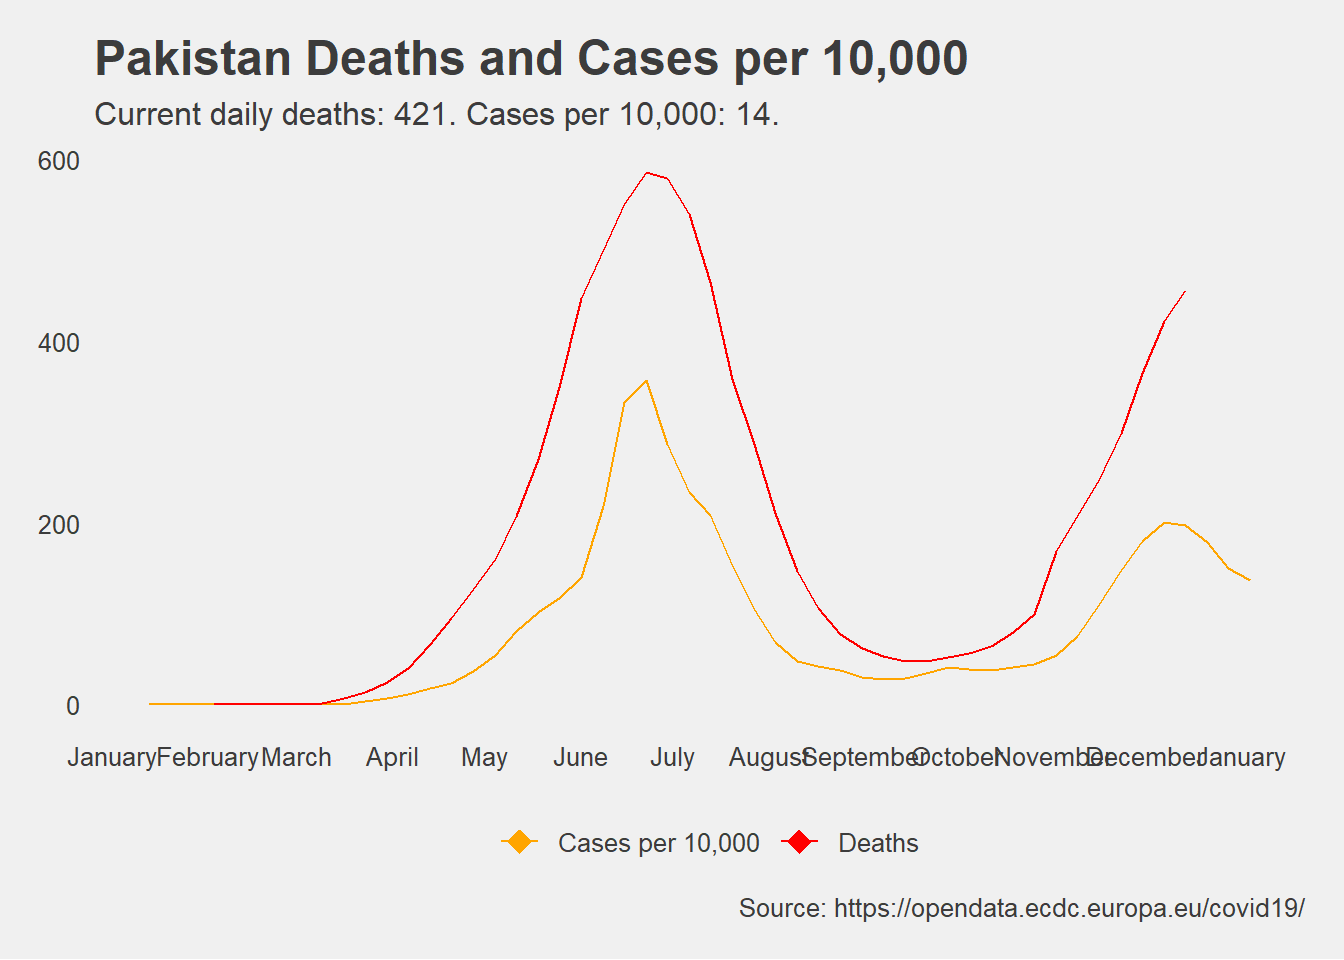 Pakistan Deaths and Cases per 10,000
Current daily deaths: 421. Cases per 10,000: 14.
600
400
200
0
January February March April May June July August September October November December January
Cases per 10,000 Deaths
Source: https://opendata.ecdc.europa.eu/covid19/